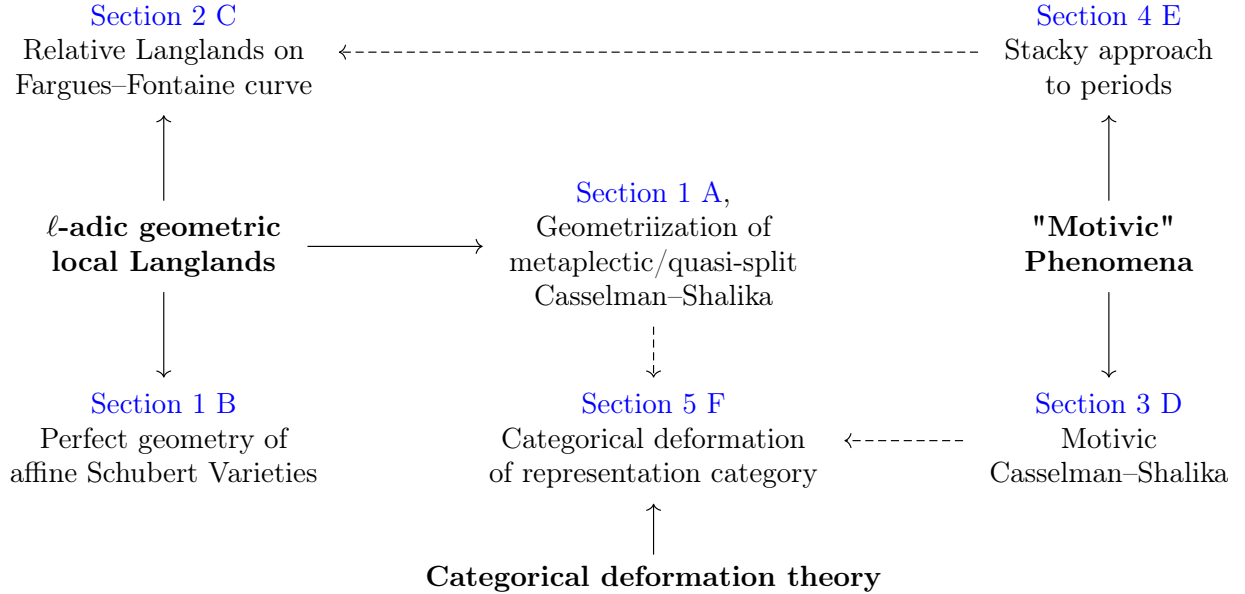 Section 2 C
Relative Langlands on
Fargues–Fontaine curve
Section 4 E
Stacky approach
to periods
ℓ-adic geometric
local Langlands
Section 1 A,
Geometriization of
metaplectic/quasi-split
Casselman–Shalika
"Motivic"
Phenomena
Section 1 B
Perfect geometry of
affine Schubert Varieties
Section 5 F
Categorical deformation
of representation category
Section 3 D
Motivic
Casselman–Shalika
Categorical deformation theory